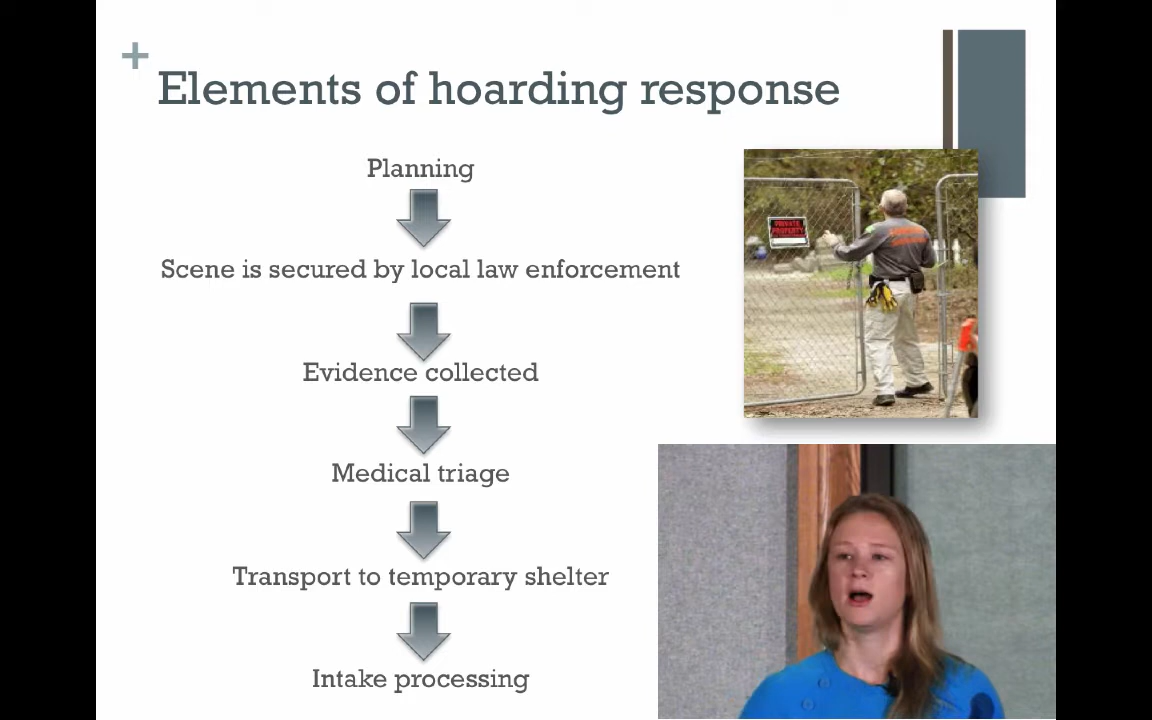 +
Elements of hoarding response
Planning
Scene is secured by local law enforcement
Evidence collected
Medical triage
Transport to temporary shelter
Intake processing
PRIVATE
PROPERTY